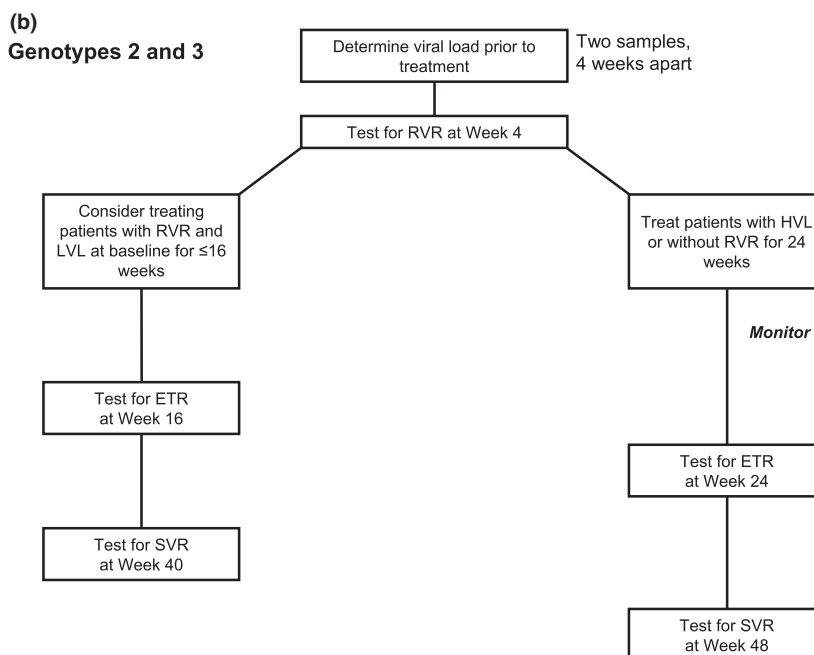 (b)
Genotypes 2 and 3
Determine viral load prior to
treatment
Two samples,
4 weeks apart
Test for RVR at Week 4
Consider treating
patients with RVR and
LVL at baseline for ≤16
weeks
Treat patients with HVL
or without RVR for 24
weeks
Monitor
Test for ETR
at Week 16
Test for ETR
at Week 24
Test for SVR
at Week 40
Test for SVR
at Week 48